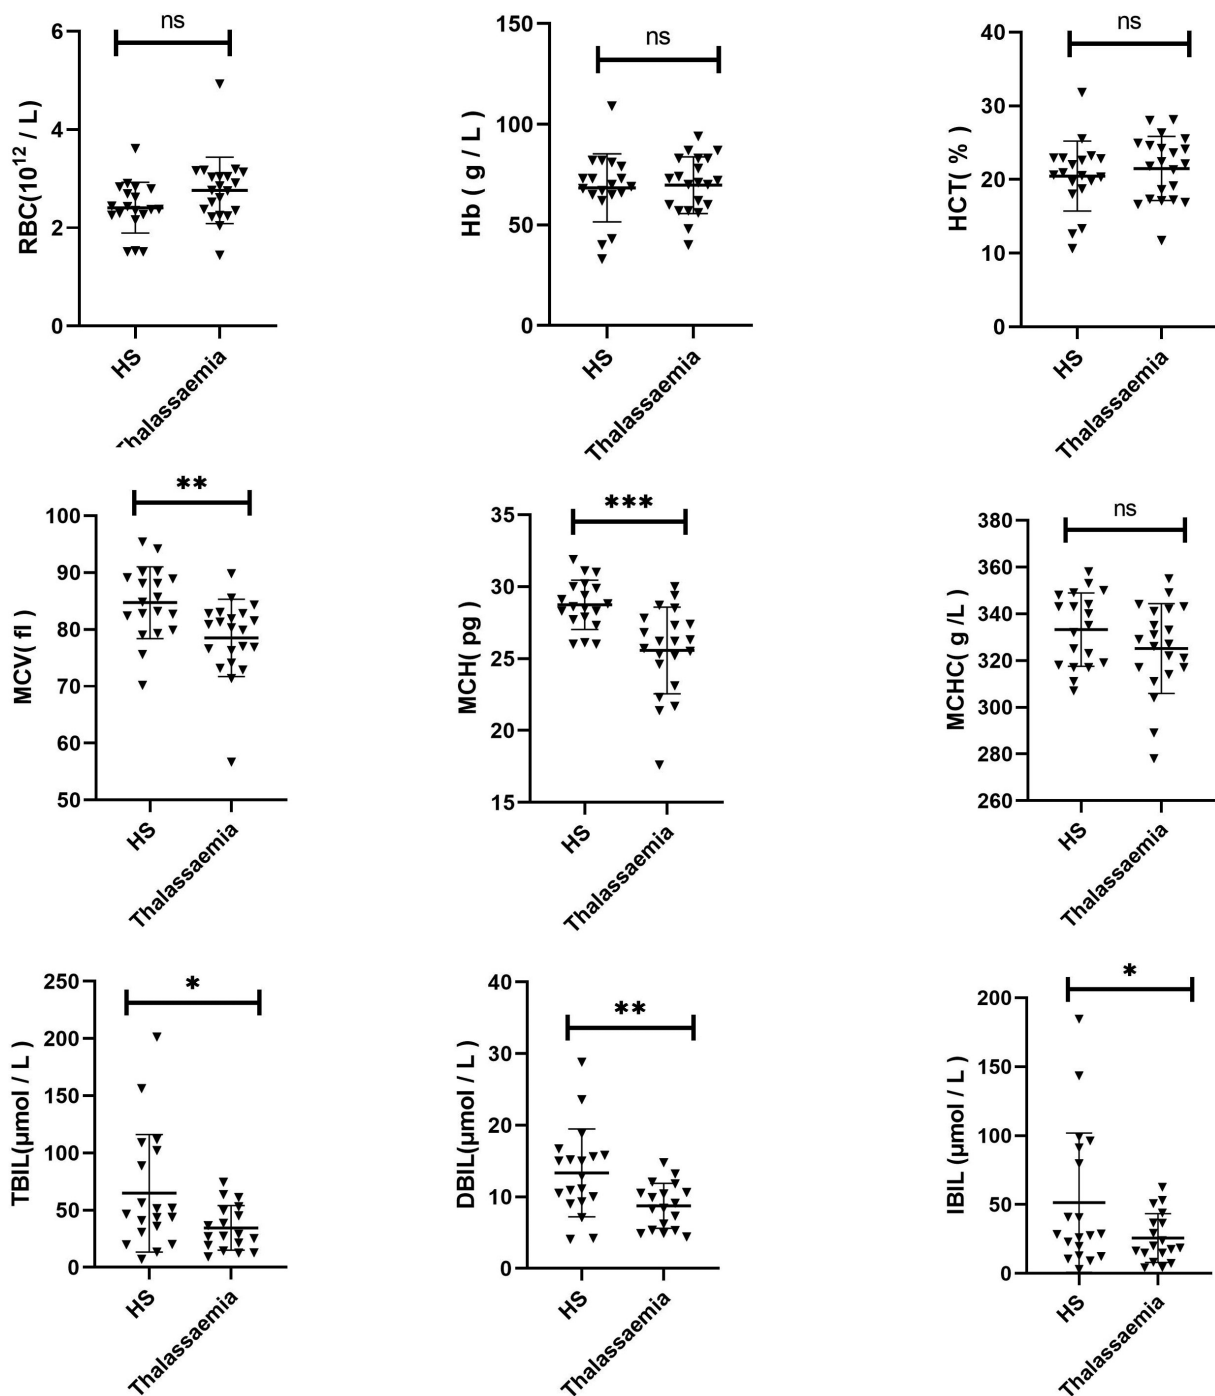 ns
RBC(10^12 / L)
6
4
2
0
HS
Thalassaemia
ns
Hb ( g / L )
150
100
50
0
HS
Thalassaemia
ns
HCT( % )
40
30
20
10
0
HS
Thalassaemia
**
MCV( fl )
100
90
80
70
60
50
HS
Thalassaemia
***
MCH( pg )
35
30
25
20
15
HS
Thalassaemia
ns
MCHC( g /L )
380
360
340
320
300
280
260
HS
Thalassaemia
*
TBIL(μmol / L )
250
200
150
100
50
0
HS
Thalassaemia
**
DBIL(μmol / L )
40
30
20
10
0
HS
Thalassaemia
*
IBIL (μmol / L )
200
150
100
50
0
HS
Thalassaemia